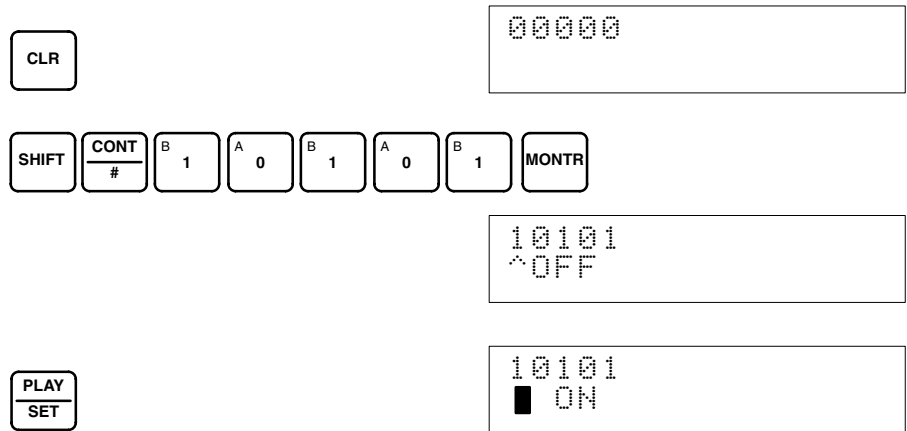 CLR
00000
SHIFT CONT # B 1 A 0 B 1 A 0 B 1 MONTR
10101
^OFF
PLAY SET
10101
█ ON